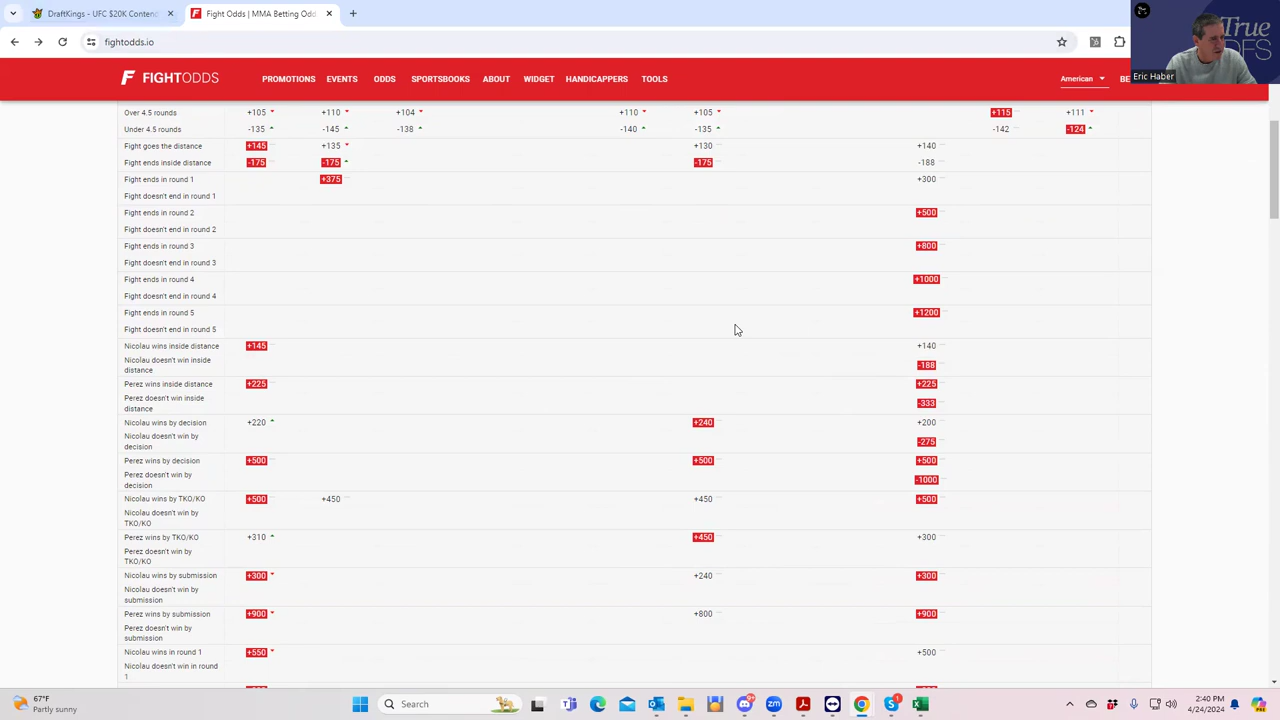 DraftKings - UFC $20K Contend
Fight Odds | MMA Betting Odd
True
DFS
fightodds.io
Eric Haber
FIGHTODDS PROMOTIONS EVENTS ODDS SPORTSBOOKS ABOUT WIDGET HANDICAPPERS TOOLS American BE
Over 4.5 rounds +105 +110 +104 +110 +105 +115 +111
Under 4.5 rounds -135 -145 -138 -140 -135 -142 -124
Fight goes the distance +145 +135 +130 +140
Fight ends inside distance -175 -175 -175 -188
Fight ends in round 1 +375 +300
Fight doesn't end in round 1
Fight ends in round 2 +500
Fight doesn't end in round 2
Fight ends in round 3 +800
Fight doesn't end in round 3
Fight ends in round 4 +1000
Fight doesn't end in round 4
Fight ends in round 5 +1200
Fight doesn't end in round 5
Nicolau wins inside distance +145 +140
Nicolau doesn't win inside
distance -188
Perez wins inside distance +225 +225
Perez doesn't win inside
distance -333
Nicolau wins by decision +220 +240 +200
Nicolau doesn't win by
decision -275
Perez wins by decision +500 +500 +500
Perez doesn't win by
decision -1000
Nicolau wins by TKO/KO +500 +450 +450 +500
Nicolau doesn't win by
TKO/KO
Perez wins by TKO/KO +310 +450 +300
Perez doesn't win by
TKO/KO
Nicolau wins by submission +300 +240 +300
Nicolau doesn't win by
submission
Perez wins by submission +900 +800 +900
Perez doesn't win by
submission
Nicolau wins in round 1 +550 +500
Nicolau doesn't win in round
1
67°F
Partly sunny
Search
2:40 PM
4/24/2024